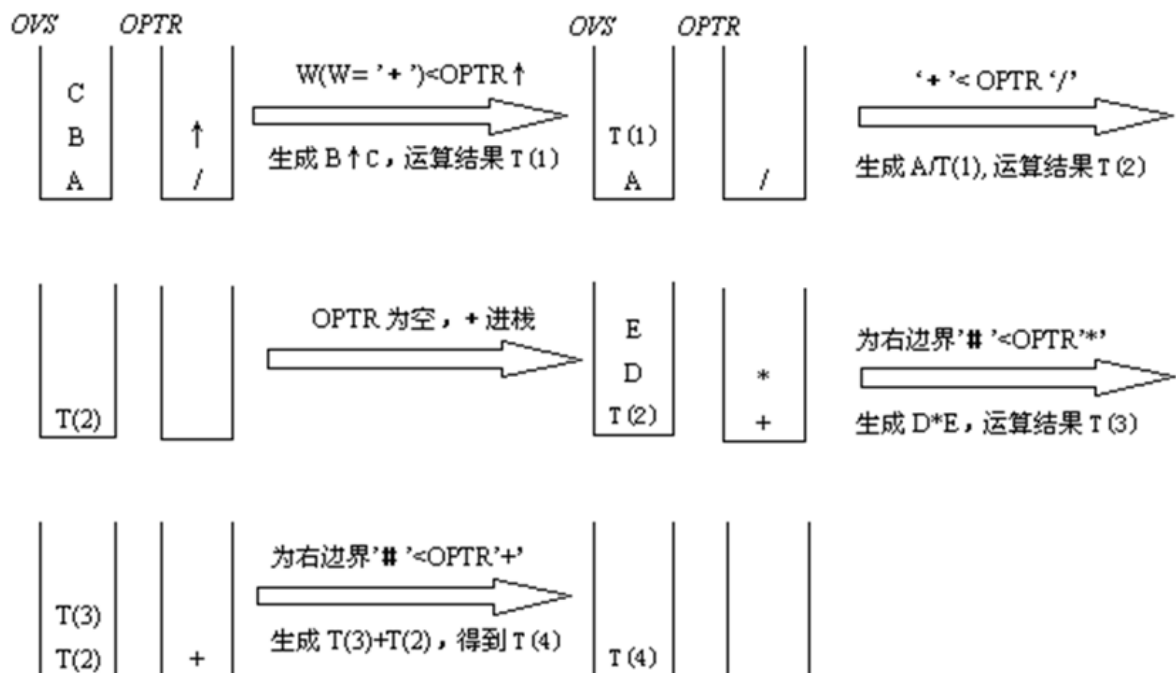 OVS OPTR OVS OPTR
C
B
A
↑
/
W(W= '+')<OPTR↑
生成 B↑C，运算结果 T(1)
T(1)
A
/
'+'< OPTR '/'
生成 A/T(1), 运算结果 T(2)
T(2)
OPTR 为空，+ 进栈
E
D
T(2)
*
+
为右边界'# '<OPTR'*'
生成 D*E，运算结果 T(3)
T(3)
T(2)
+
为右边界'# '<OPTR'+'
生成 T(3)+T(2)，得到 T(4)
T(4)